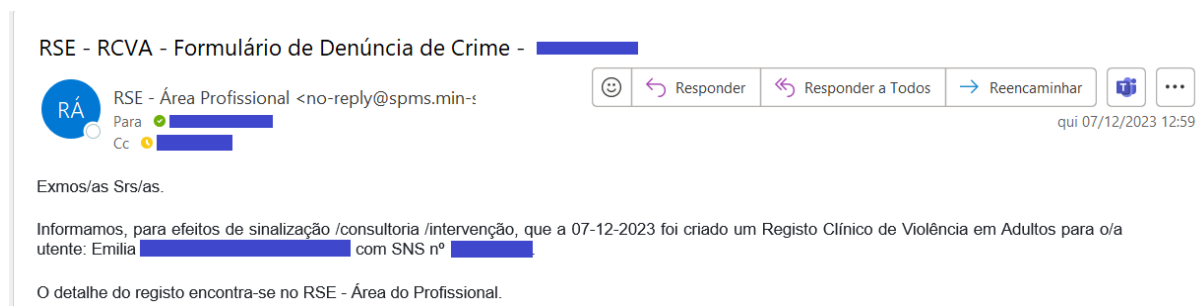 RSE - RCVA - Formulário de Denúncia de Crime -
RÁ
RSE - Área Profissional <no-reply@spms.min-s
Responder
Responder a Todos
Reencaminhar
Para
qui 07/12/2023 12:59
Cc
Exmos/as Srs/as.
Informamos, para efeitos de sinalização /consultoria /intervenção, que a 07-12-2023 foi criado um Registo Clínico de Violência em Adultos para o/a
utente: Emilia com SNS nº
O detalhe do registo encontra-se no RSE - Área do Profissional.